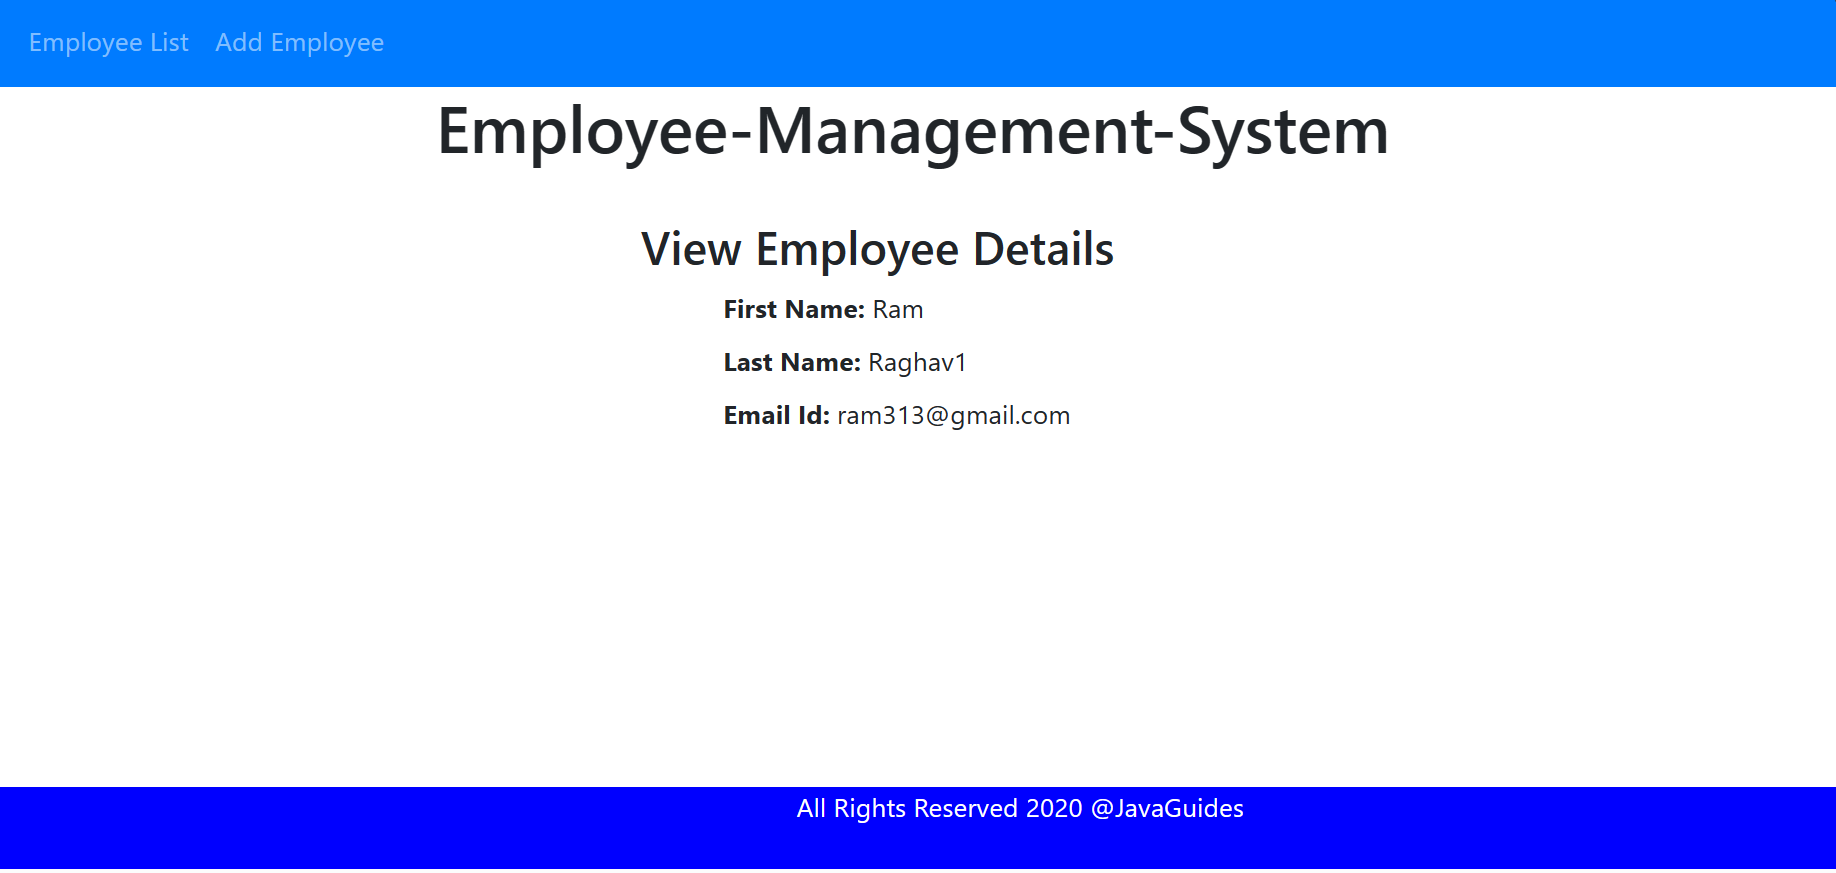 Employee List Add Employee
Employee-Management-System
View Employee Details
First Name: Ram
Last Name: Raghav1
Email Id: ram313@gmail.com
All Rights Reserved 2020 @JavaGuides